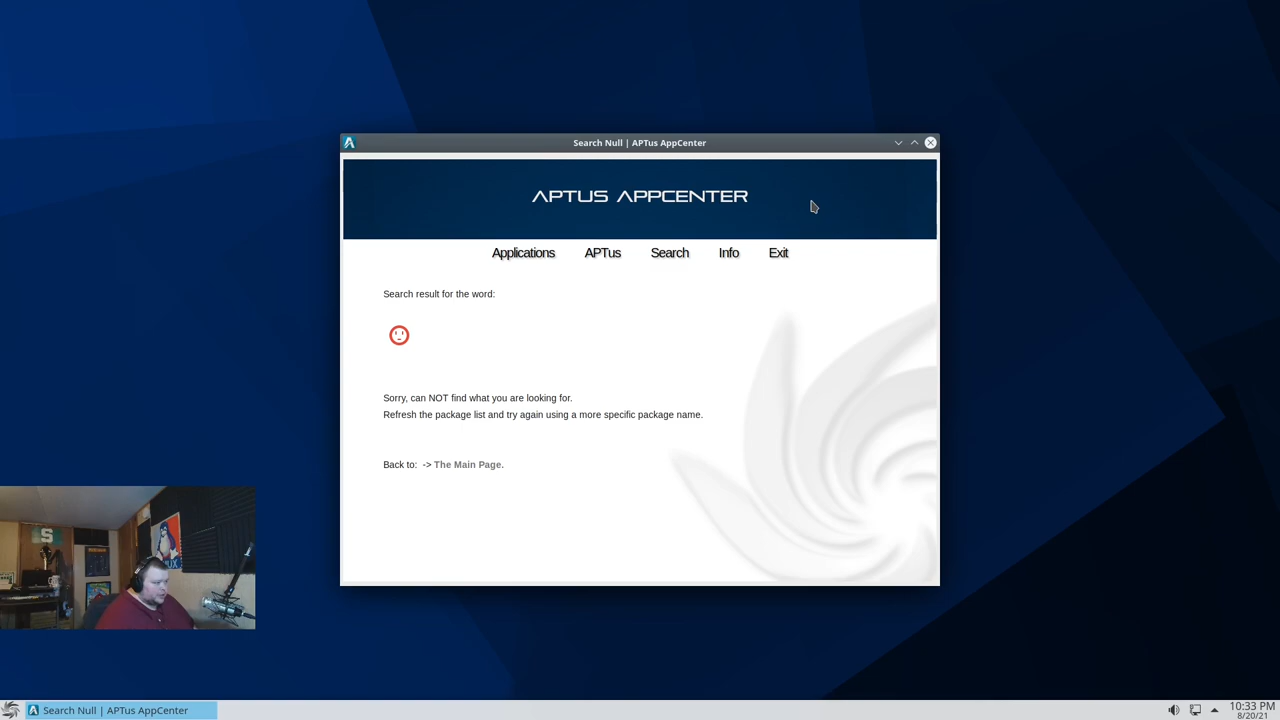 Search Null | APTus AppCenter
APTUS APPCENTER
Applications APTus Search Info Exit
Search result for the word:
Sorry, can NOT find what you are looking for.
Refresh the package list and try again using a more specific package name.
Back to: -> The Main Page.
S
Search Null | APTus AppCenter
10:33 PM
8/20/21